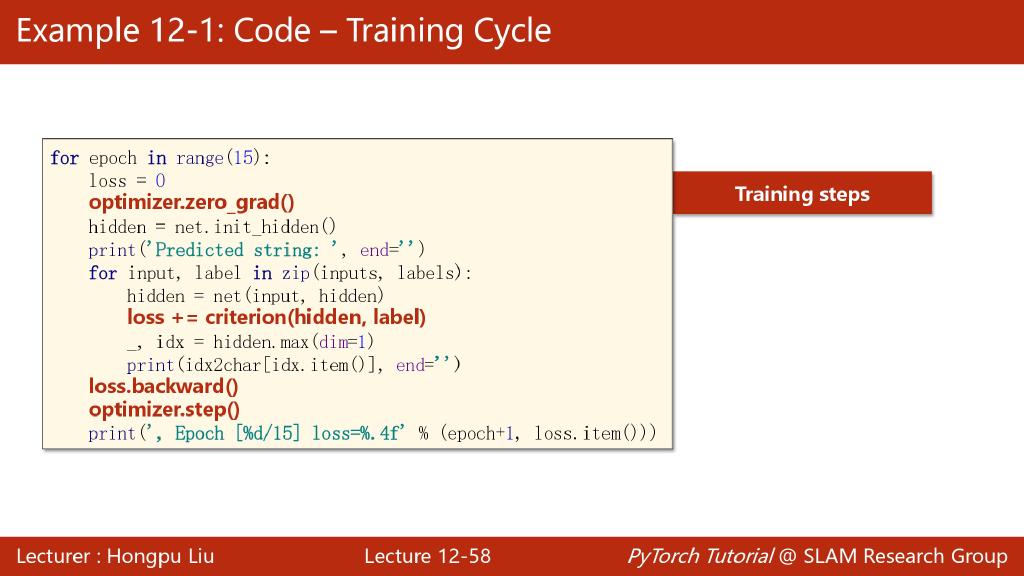 Example 12-1: Code – Training Cycle
for epoch in range(15):
    loss = 0
    optimizer.zero_grad()
    hidden = net.init_hidden()
    print('Predicted string: ', end='')
    for input, label in zip(inputs, labels):
        hidden = net(input, hidden)
        loss += criterion(hidden, label)
        _, idx = hidden.max(dim=1)
        print(idx2char[idx.item()], end='')
    loss.backward()
    optimizer.step()
    print(', Epoch [%d/15] loss=%.4f' % (epoch+1, loss.item()))
Training steps
Lecturer : Hongpu Liu
Lecture 12-58
PyTorch Tutorial @ SLAM Research Group